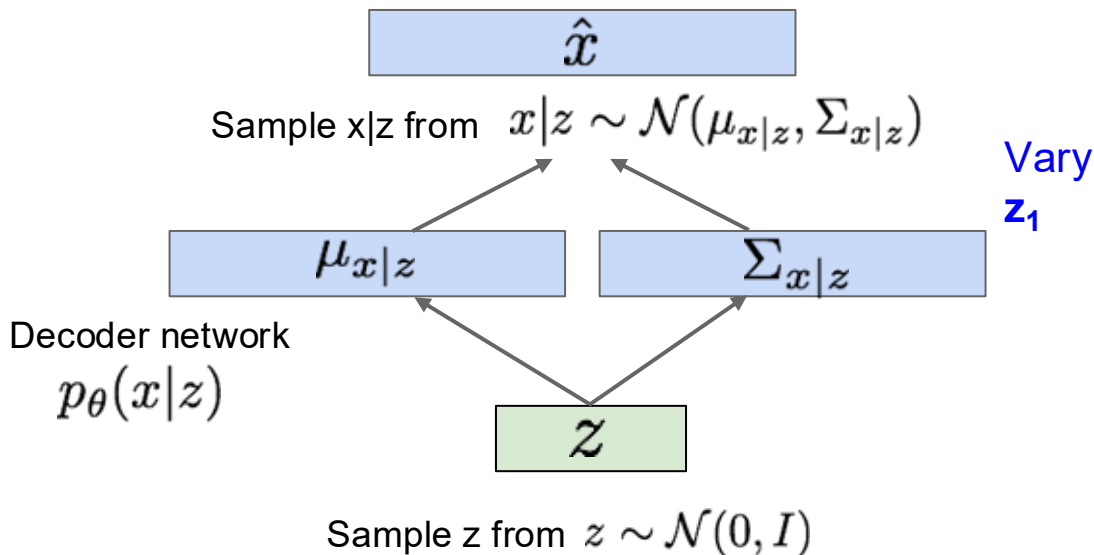 x̂
Sample x|z from x|z ∼ 𝒩(μ_{x|z}, Σ_{x|z})
Vary
z₁
μ_{x|z}
Σ_{x|z}
Decoder network
p_θ(x|z)
z
Sample z from z ∼ 𝒩(0, I)